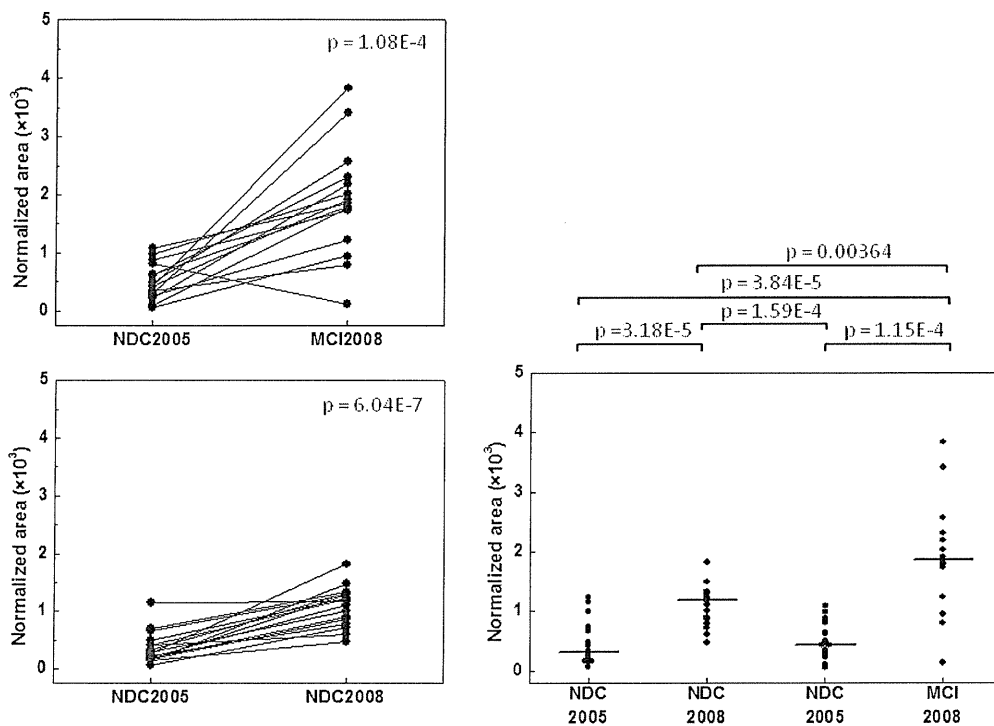 5
4
3
2
1
0
Normalized area (×10³)
p = 1.08E-4
NDC2005 MCI2008
5
4
3
2
1
0
Normalized area (×10³)
p = 6.04E-7
NDC2005 NDC2008
p = 0.00364
p = 3.84E-5
p = 1.59E-4
p =3.18E-5 p = 1.15E-4
5
4
3
2
1
0
Normalized area (×10³)
NDC NDC NDC MCI
2005 2008 2005 2008